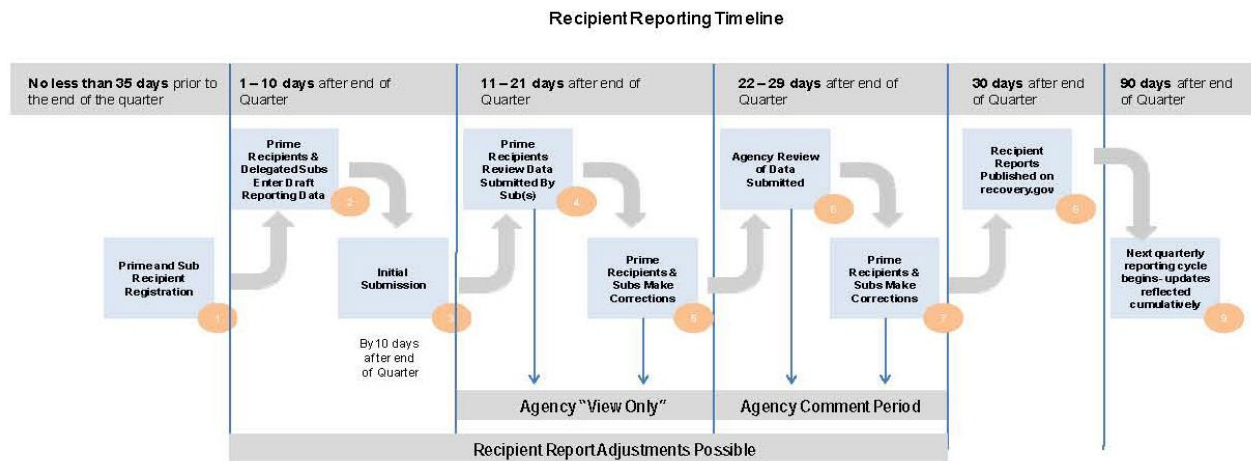 Recipient Reporting Timeline
No less than 35 days prior to
the end of the quarter
1 – 10 days after end of
Quarter
11 – 21 days after end of
Quarter
22 – 29 days after end of
Quarter
30 days after end
of Quarter
90 days after end
of Quarter
Prime and Sub
Recipient
Registration
1
Prime
Recipients &
Delegated Subs
Enter Draft
Reporting Data
2
Initial
Submission
3
By 10 days
after end
of Quarter
Prime
Recipients
Review Data
Submitted By
Sub(s)
4
Prime
Recipients &
Subs Make
Corrections
Agency Review
of Data
Submitted
Prime
Recipients &
Subs Make
Corrections
7
Recipient
Reports
Published on
recovery.gov
Next quarterly
reporting cycle
begins- updates
reflected
cumulatively
9
Agency "View Only"
Agency Comment Period
Recipient Report Adjustments Possible